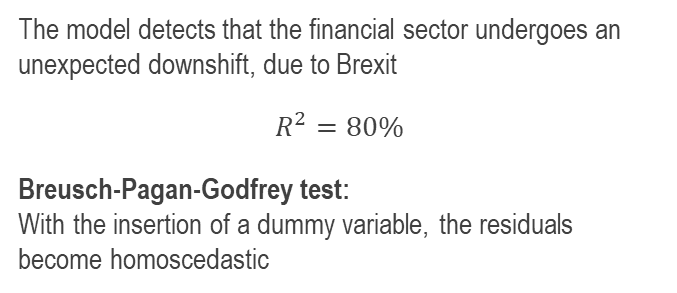 The model detects that the financial sector undergoes an
unexpected downshift, due to Brexit
R² = 80%
Breusch-Pagan-Godfrey test:
With the insertion of a dummy variable, the residuals
become homoscedastic